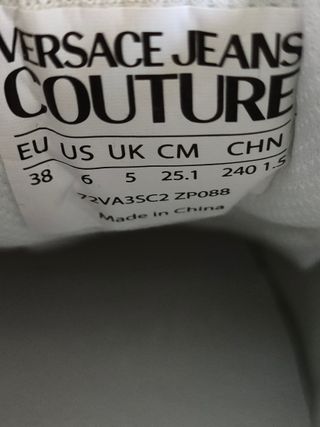 VERSACE JEANS
COUTURE
EU US UK CM CHN
38 6 5 25.1 240 1.5
72VA3SC2 ZP088
Made in China